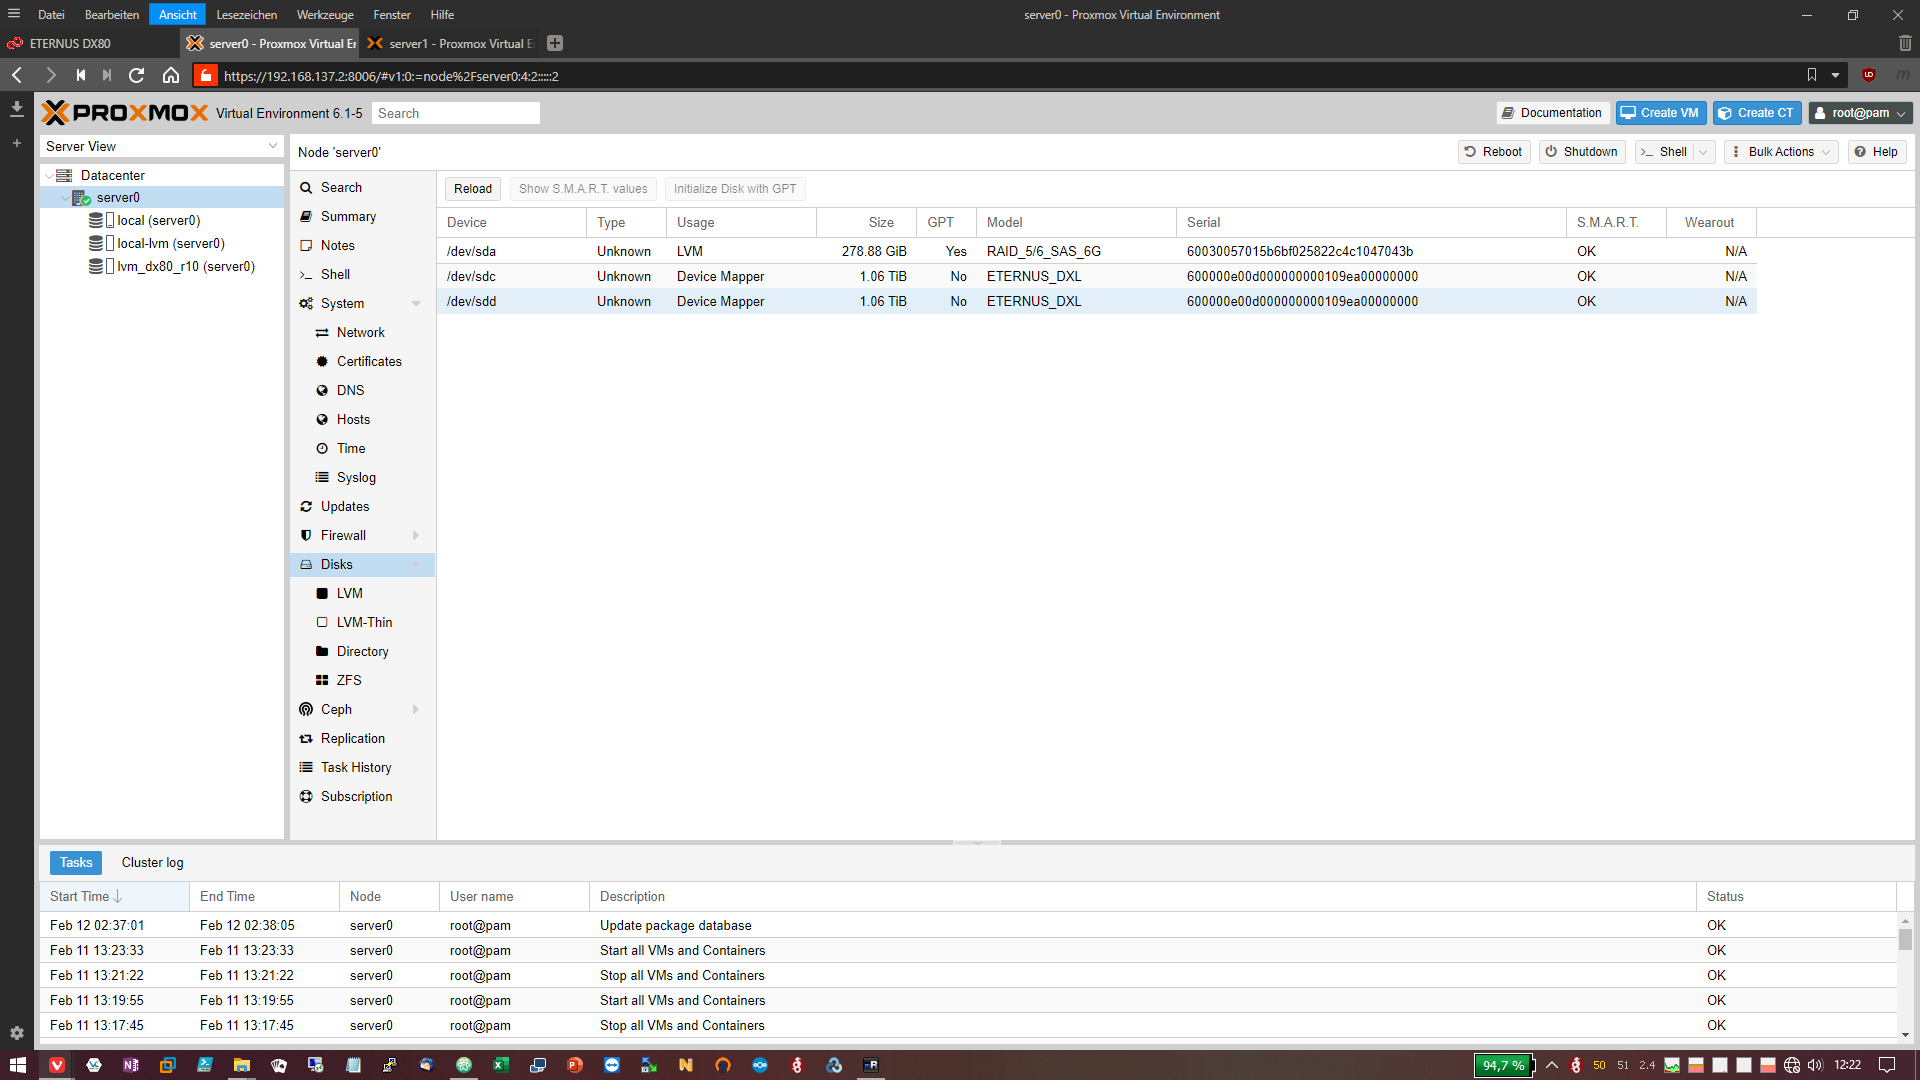 Datei Bearbeiten Ansicht Lesezeichen Werkzeuge Fenster Hilfe
server0 - Proxmox Virtual Environment
ETERNUS DX80
server0 - Proxmox Virtual Er
server1 - Proxmox Virtual E
https://192.168.137.2:8006/#v1:0:=node%2Fserver0:4:2:::::2
PROXMOX Virtual Environment 6.1-5 Search
Documentation Create VM Create CT root@pam
Server View
Node 'server0'
Reboot Shutdown Shell Bulk Actions Help
Datacenter
server0
local (server0)
local-lvm (server0)
lvm_dx80_r10 (server0)
Search
Summary
Notes
Shell
System
Network
Certificates
DNS
Hosts
Time
Syslog
Updates
Firewall
Disks
LVM
LVM-Thin
Directory
ZFS
Ceph
Replication
Task History
Subscription
Reload Show S.M.A.R.T. values Initialize Disk with GPT
Device Type Usage Size GPT Model Serial S.M.A.R.T. Wearout
/dev/sda Unknown LVM 278.88 GiB Yes RAID_5/6_SAS_6G 60030057015b6bf025822c4c1047043b OK N/A
/dev/sdc Unknown Device Mapper 1.06 TiB No ETERNUS_DXL 600000e00d000000000109ea00000000 OK N/A
/dev/sdd Unknown Device Mapper 1.06 TiB No ETERNUS_DXL 600000e00d000000000109ea00000000 OK N/A
Tasks Cluster log
Start Time End Time Node User name Description Status
Feb 12 02:37:01 Feb 12 02:38:05 server0 root@pam Update package database OK
Feb 11 13:23:33 Feb 11 13:23:33 server0 root@pam Start all VMs and Containers OK
Feb 11 13:21:22 Feb 11 13:21:22 server0 root@pam Stop all VMs and Containers OK
Feb 11 13:19:55 Feb 11 13:19:55 server0 root@pam Start all VMs and Containers OK
Feb 11 13:17:45 Feb 11 13:17:45 server0 root@pam Stop all VMs and Containers OK
94,7 % 50 51 2.4 12:22